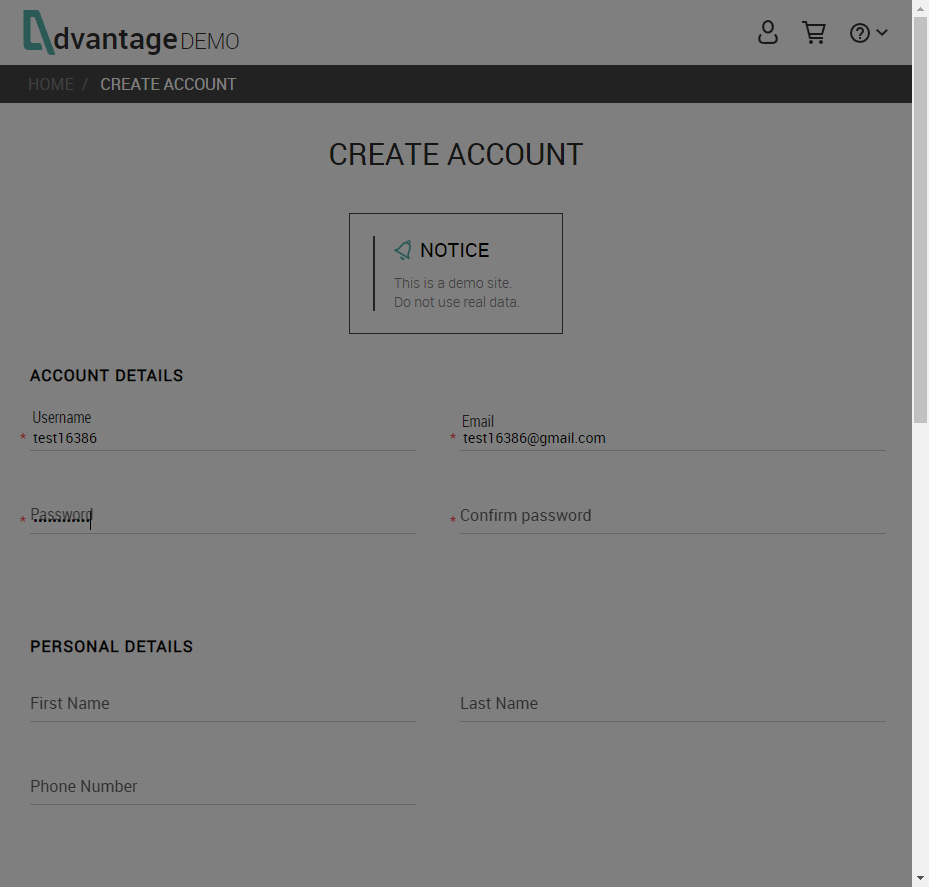 dvantage DEMO
HOME / CREATE ACCOUNT
CREATE ACCOUNT
NOTICE
This is a demo site.
Do not use real data.
ACCOUNT DETAILS
Username
* test16386
Email
* test16386@gmail.com
* Password
* Confirm password
PERSONAL DETAILS
First Name
Last Name
Phone Number